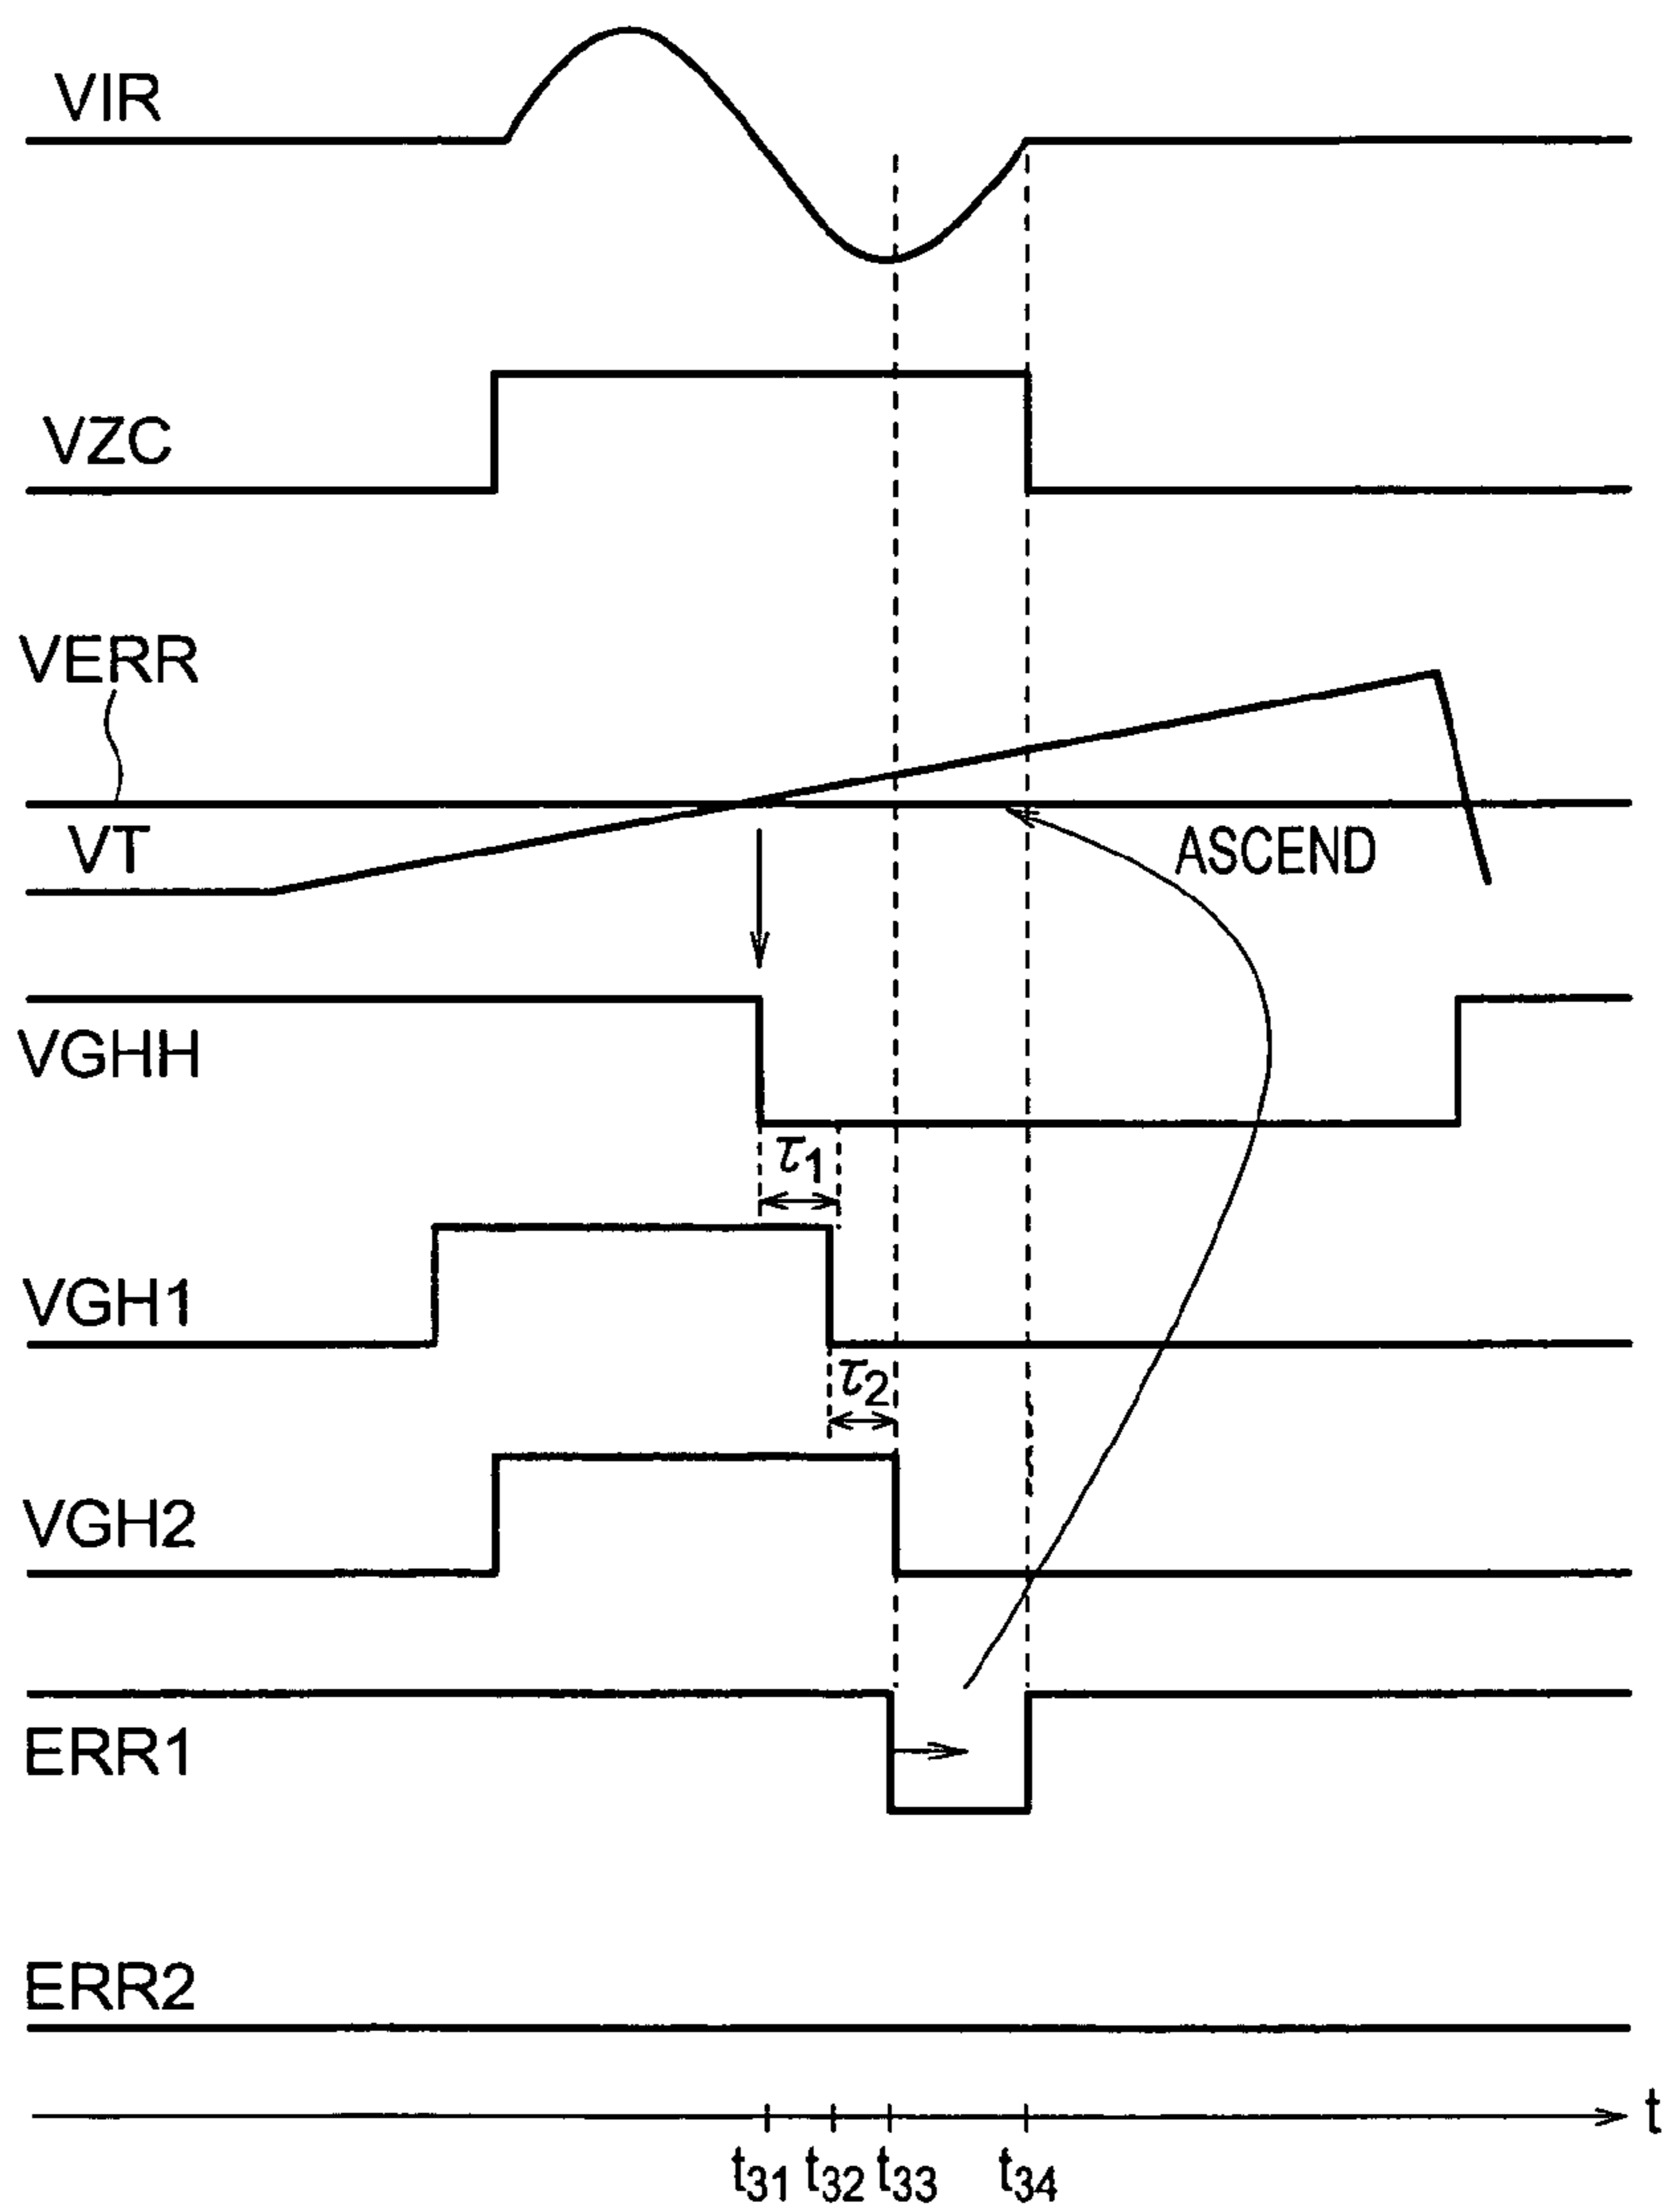 VIR
VZC
VERR
VT
ASCEND
VGHH
τ1
VGH1
τ2
VGH2
ERR1
ERR2
t
t31 t32 t33 t34